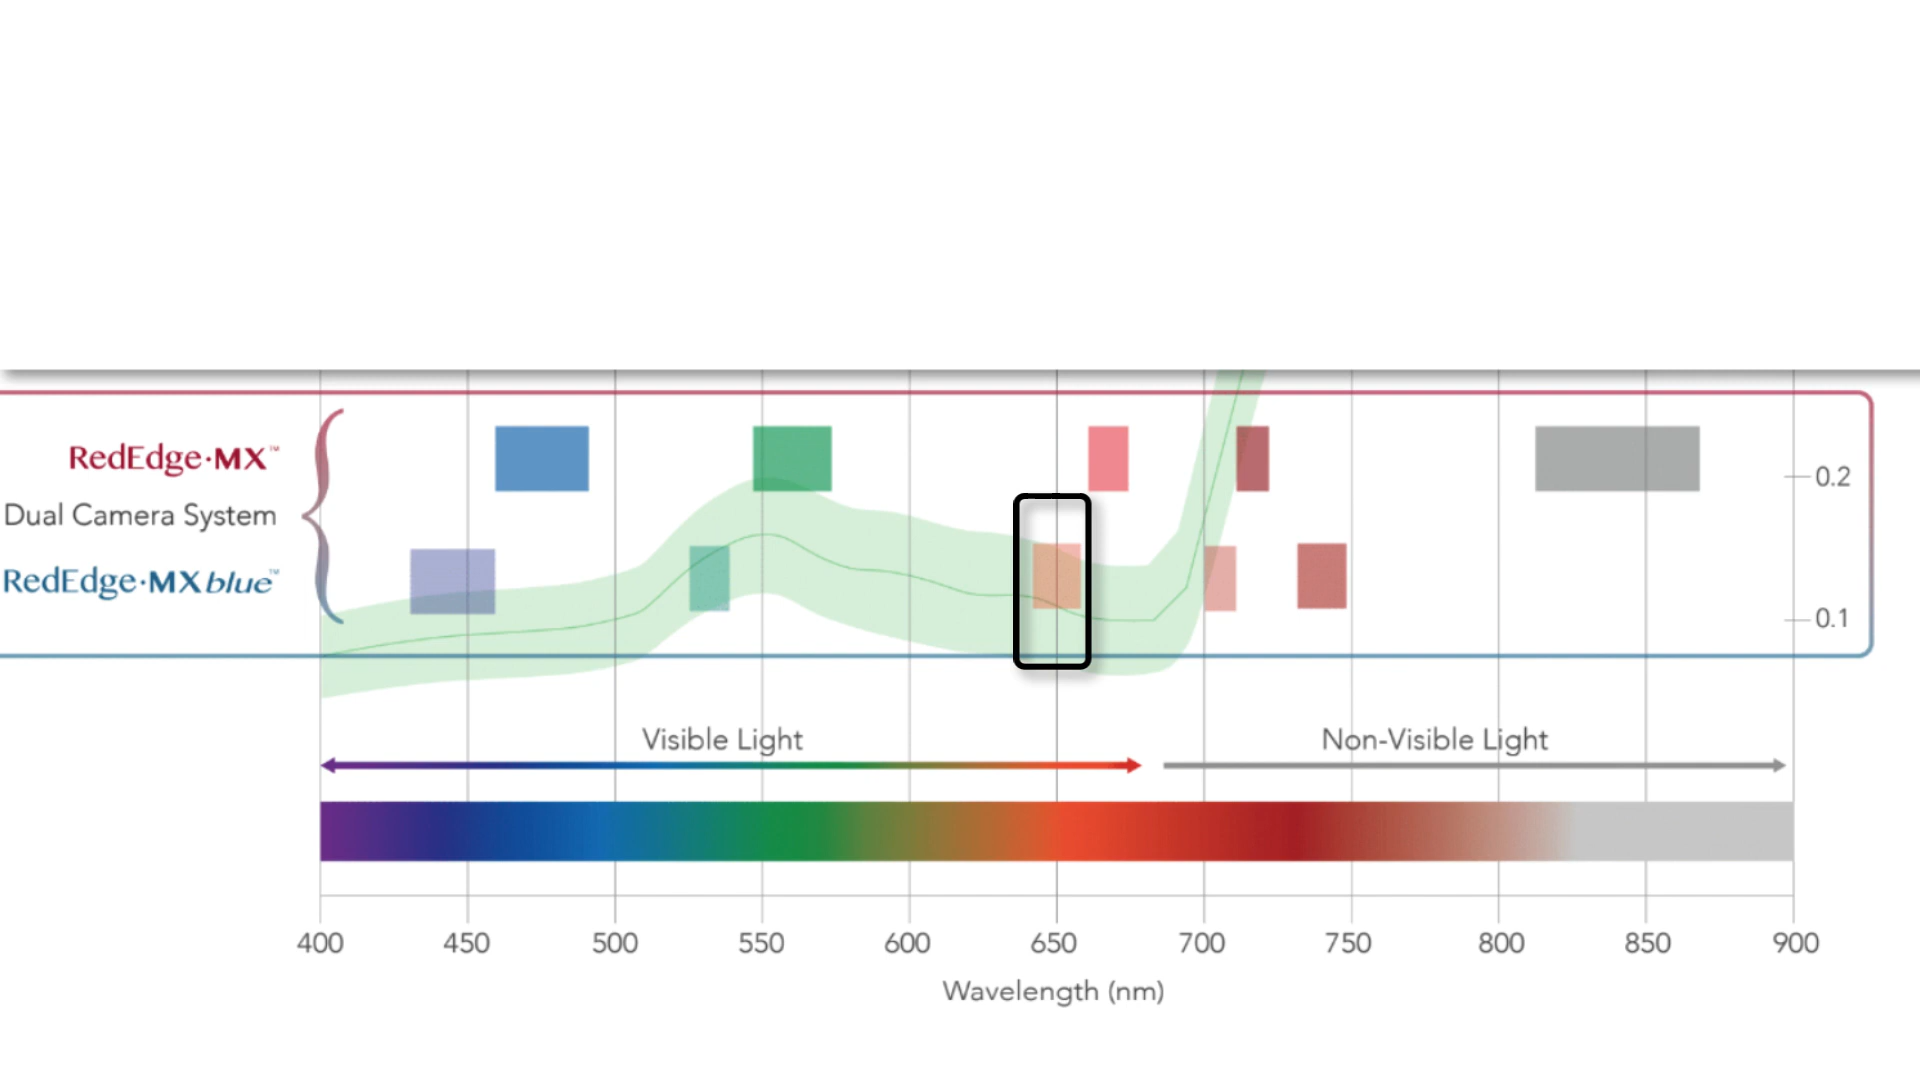 RedEdge·MX™
0.2
Dual Camera System
RedEdge·MX blue™
0.1
Visible Light
Non-Visible Light
400 450 500 550 600 650 700 750 800 850 900
Wavelength (nm)